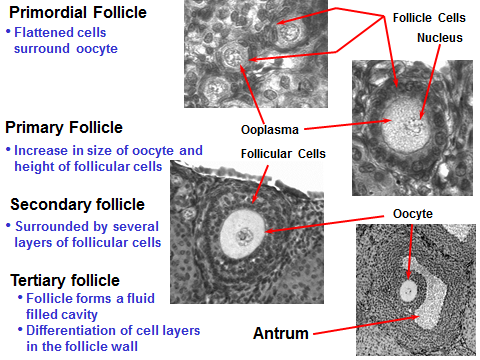 Primordial Follicle
• Flattened cells
surround oocyte
Follicle Cells
Nucleus
Ooplasma
Primary Follicle
• Increase in size of oocyte and
height of follicular cells
Follicular Cells
Secondary follicle
• Surrounded by several
layers of follicular cells
Oocyte
Tertiary follicle
• Follicle forms a fluid
filled cavity
• Differentiation of cell layers
in the follicle wall
Antrum